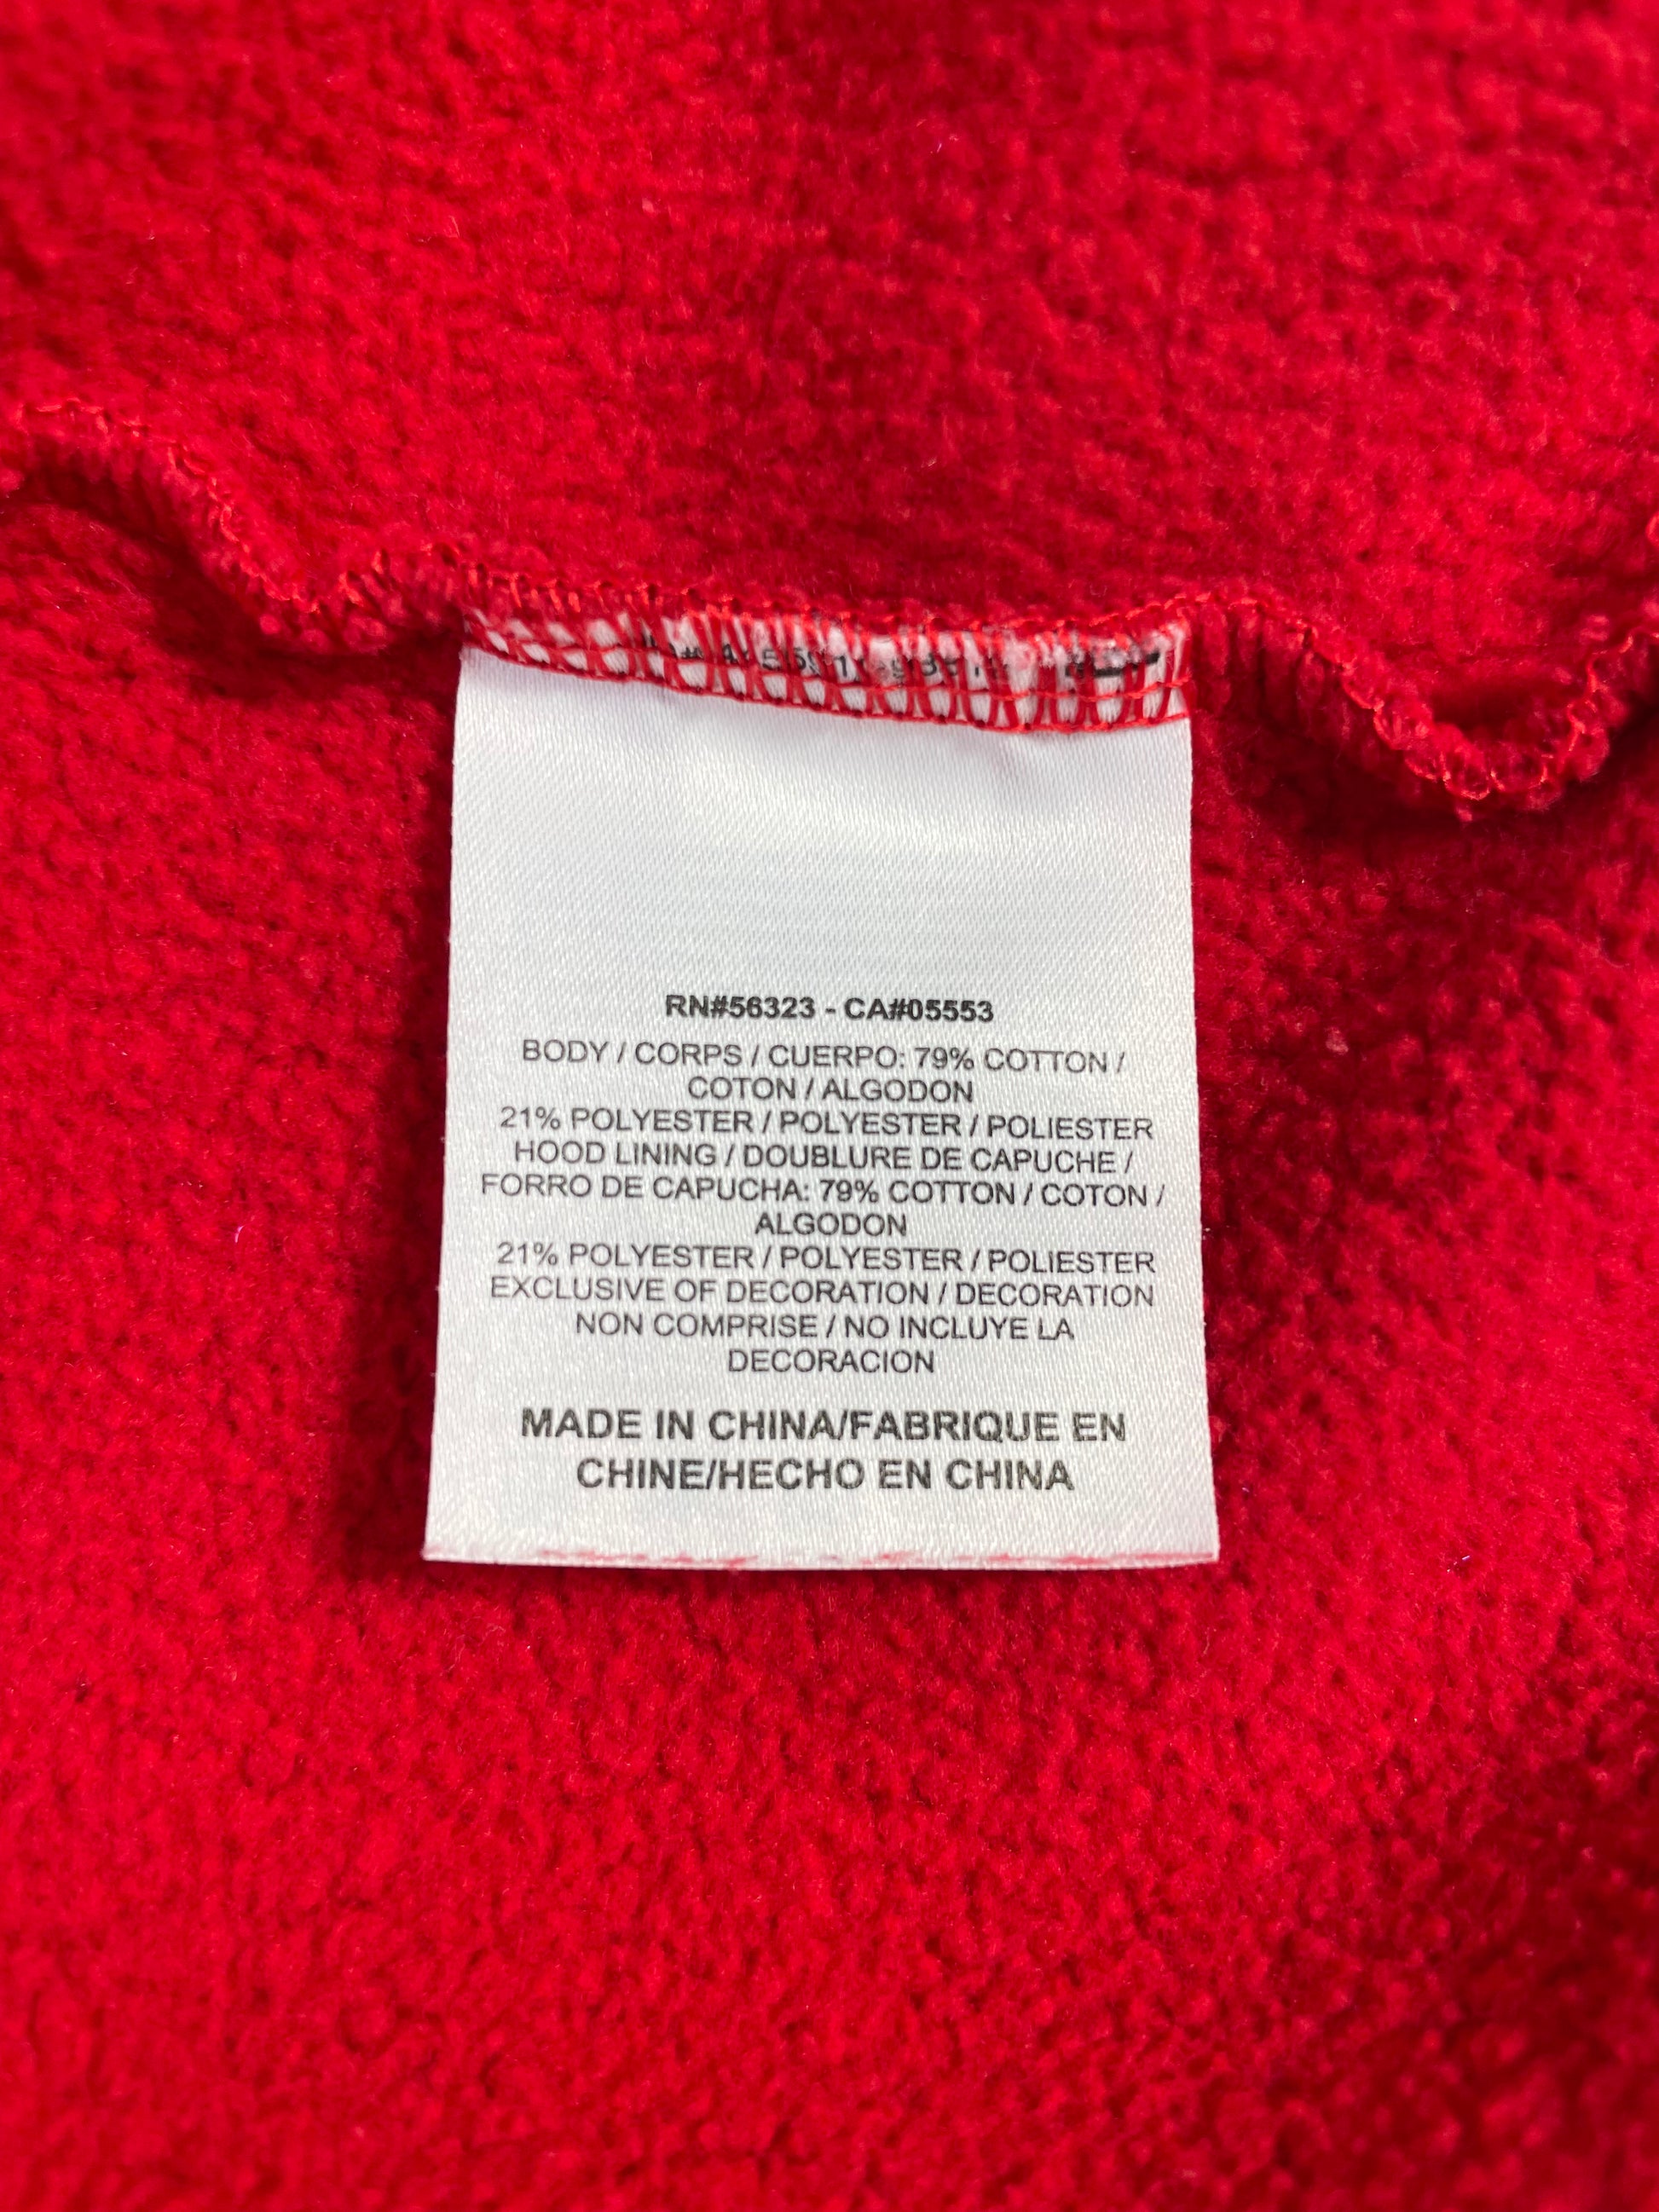 RN#56323 - CA#05553
BODY / CORPS / CUERPO: 79% COTTON /
COTON / ALGODON
21% POLYESTER / POLYESTER / POLIESTER
HOOD LINING / DOUBLURE DE CAPUCHE /
FORRO DE CAPUCHA: 79% COTTON / COTON /
ALGODON
21% POLYESTER / POLYESTER / POLIESTER
EXCLUSIVE OF DECORATION / DECORATION
NON COMPRISE / NO INCLUYE LA
DECORACION
MADE IN CHINA/FABRIQUE EN
CHINE/HECHO EN CHINA